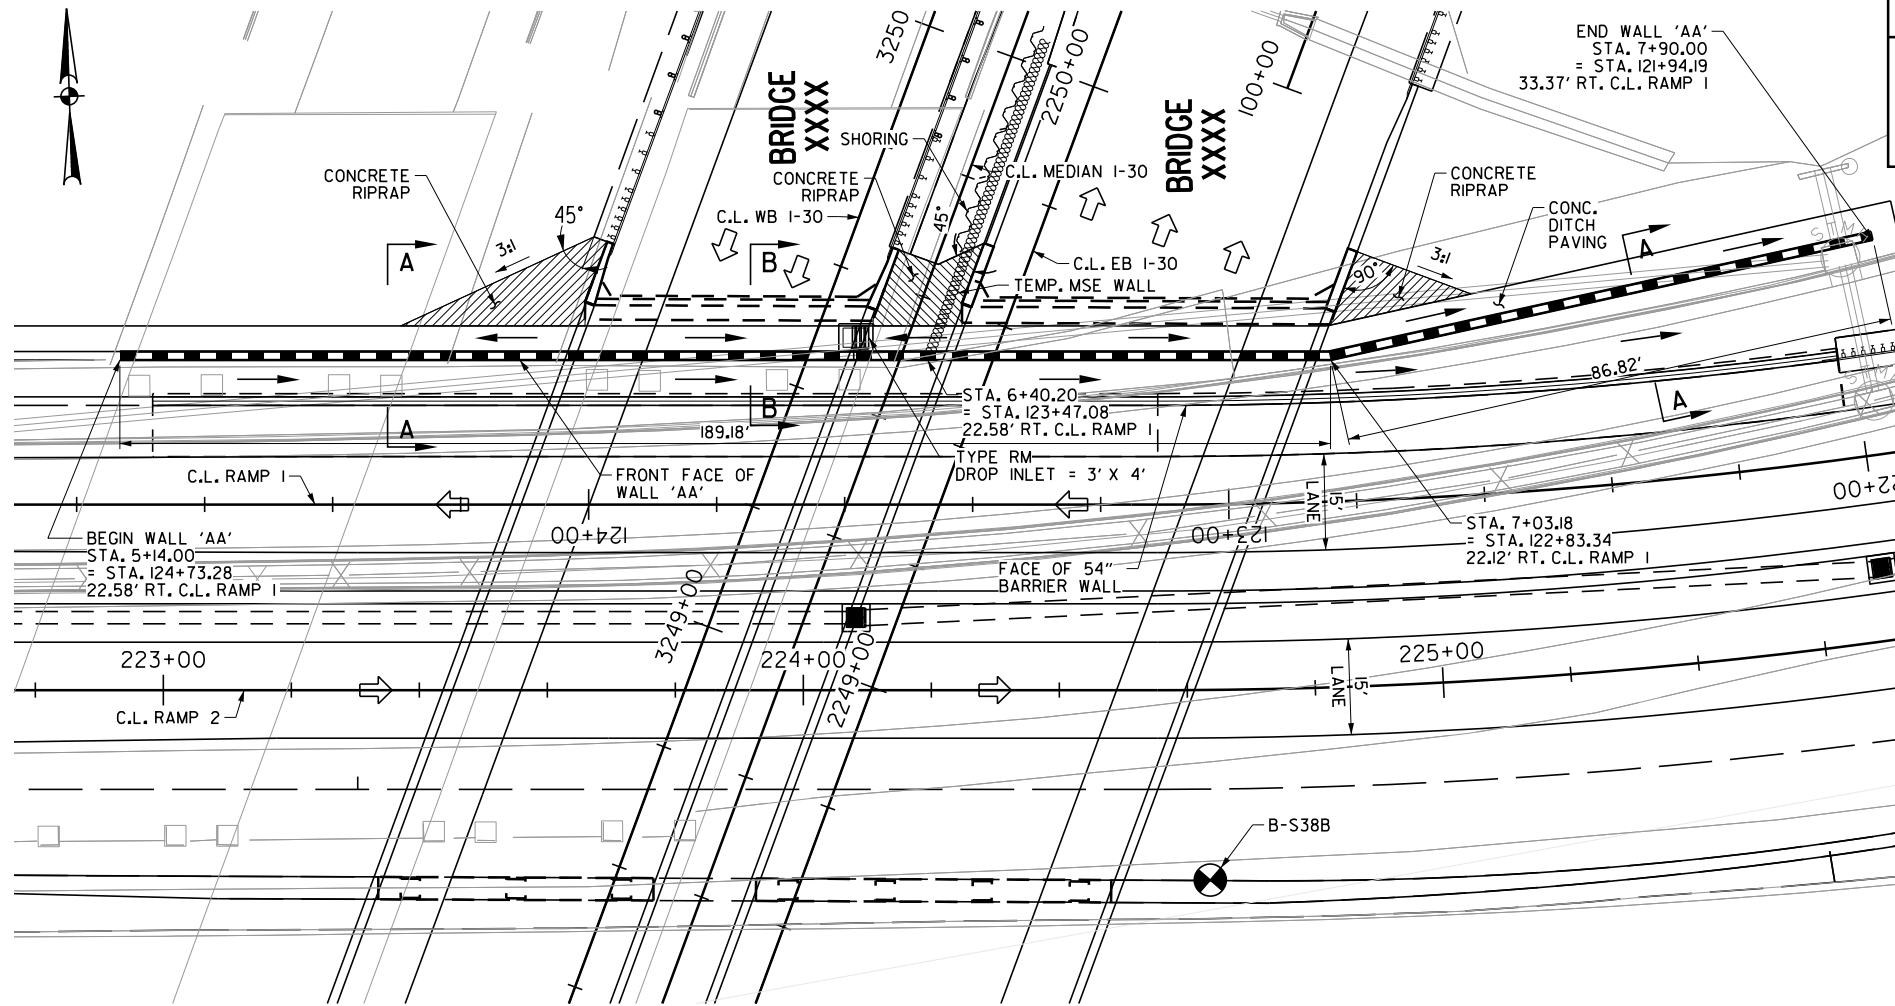 3250
2250+00
100+00
END WALL 'AA'
STA. 7+90.00
= STA. 121+94.19
33.37' RT. C.L. RAMP 1
BRIDGE
XXXX
BRIDGE
XXXX
SHORING
CONCRETE
RIPRAP
CONCRETE
RIPRAP
C.L. MEDIAN I-30
CONCRETE
RIPRAP
CONC.
DITCH
PAVING
45°
3:1
C.L. WB I-30
45°
A
B
C.L. EB I-30
TEMP. MSE WALL
90°
3:1
A
86.82'
A
B
A
189.18'
STA. 6+40.20
= STA. 123+47.08
22.58' RT. C.L. RAMP 1
TYPE RM
DROP INLET = 3' X 4'
C.L. RAMP 1
FRONT FACE OF
WALL 'AA'
15'
LANE
122+00
124+00
123+00
BEGIN WALL 'AA'
STA. 5+14.00
= STA. 124+73.28
22.58' RT. C.L. RAMP 1
FACE OF 54"
BARRIER WALL
STA. 7+03.18
= STA. 122+83.34
22.12' RT. C.L. RAMP 1
3249+00
2249+00
223+00
224+00
225+00
15'
LANE
C.L. RAMP 2
B-S38B